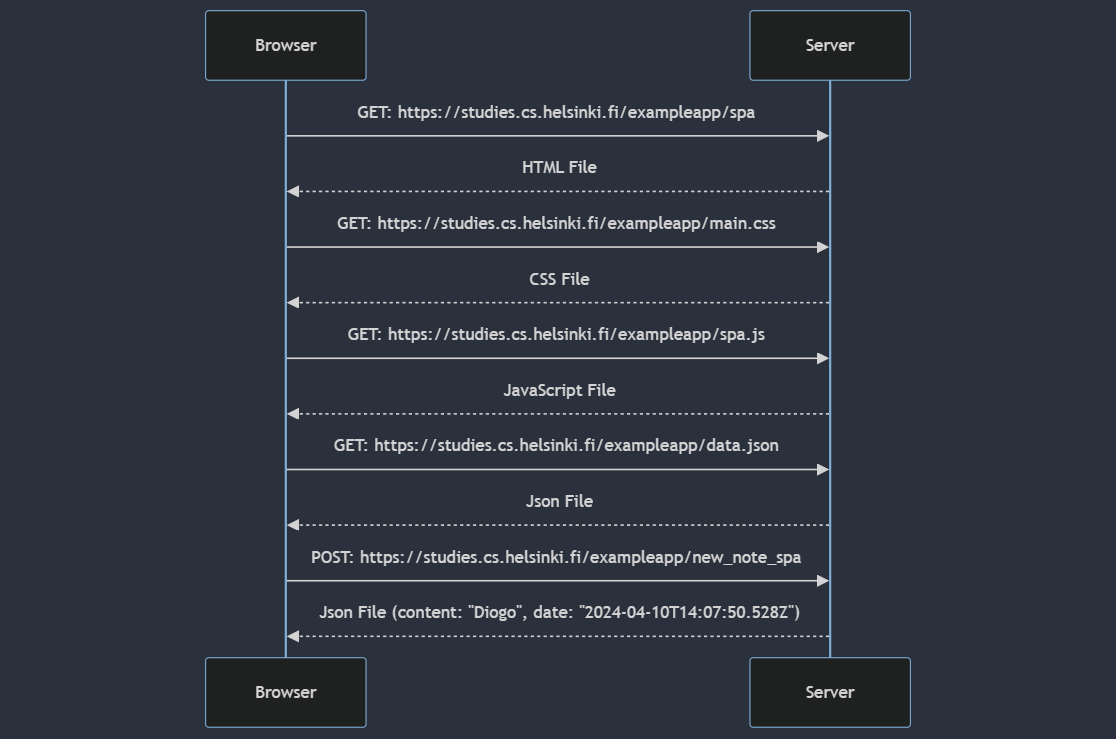 Browser
Server
GET: https://studies.cs.helsinki.fi/exampleapp/spa
HTML File
GET: https://studies.cs.helsinki.fi/exampleapp/main.css
CSS File
GET: https://studies.cs.helsinki.fi/exampleapp/spa.js
JavaScript File
GET: https://studies.cs.helsinki.fi/exampleapp/data.json
Json File
POST: https://studies.cs.helsinki.fi/exampleapp/new_note_spa
Json File (content: "Diogo", date: "2024-04-10T14:07:50.528Z")
Browser
Server